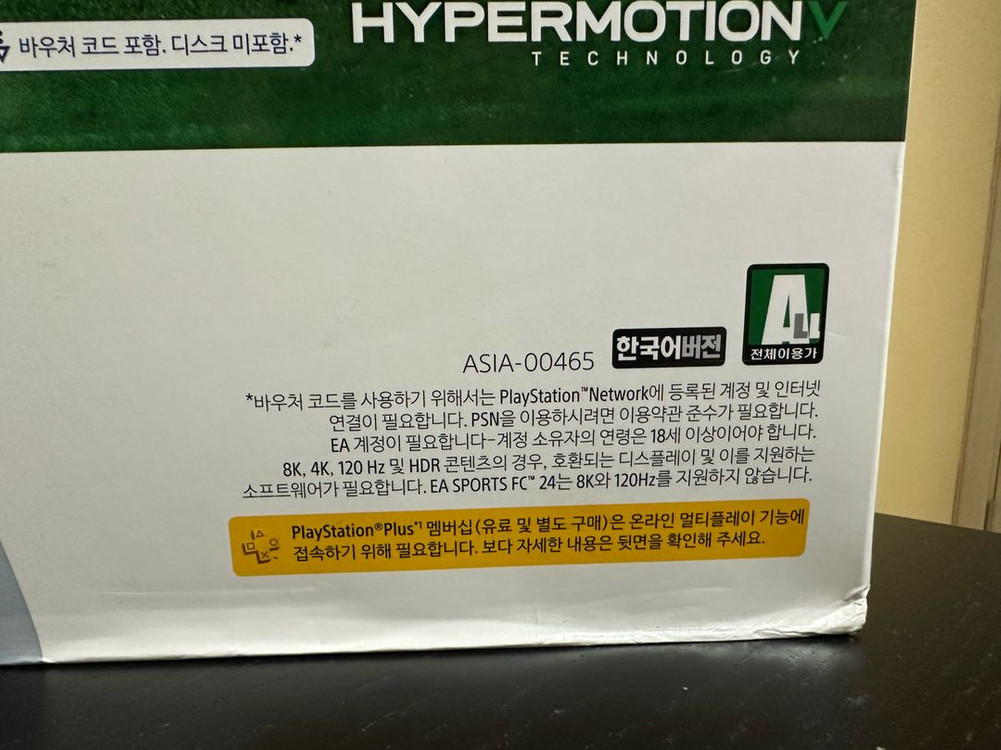 바우처 코드 포함. 디스크 미포함.*
HYPERMOTIONV
TECHNOLOGY
ALL
전체이용가
한국어버전
ASIA-00465
*바우처 코드를 사용하기 위해서는 PlayStation™Network에 등록된 계정 및 인터넷
연결이 필요합니다. PSN을 이용하시려면 이용약관 준수가 필요합니다.
EA 계정이 필요합니다-계정 소유자의 연령은 18세 이상이어야 합니다.
8K, 4K, 120 Hz 및 HDR 콘텐츠의 경우, 호환되는 디스플레이 및 이를 지원하는
소프트웨어가 필요합니다. EA SPORTS FC™ 24는 8K와 120Hz를 지원하지 않습니다.
PlayStation®Plus*¹ 멤버십(유료 및 별도 구매)은 온라인 멀티플레이 기능에
접속하기 위해 필요합니다. 보다 자세한 내용은 뒷면을 확인해 주세요.